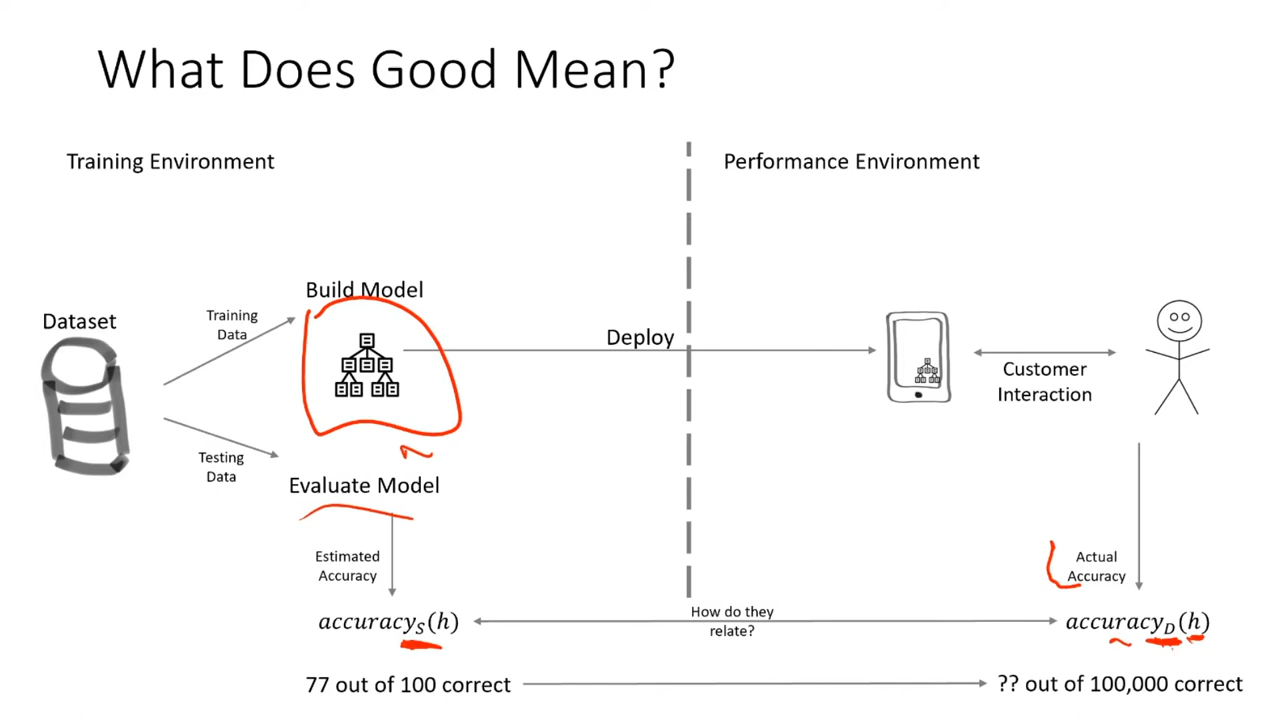 What Does Good Mean?
Training Environment
Performance Environment
Build Model
Dataset
Training
Data
Deploy
Customer
Interaction
Testing
Data
Evaluate Model
Estimated
Accuracy
Actual
Accuracy
accuracy_S(h)
How do they
relate?
accuracy_D(h)
77 out of 100 correct
?? out of 100,000 correct